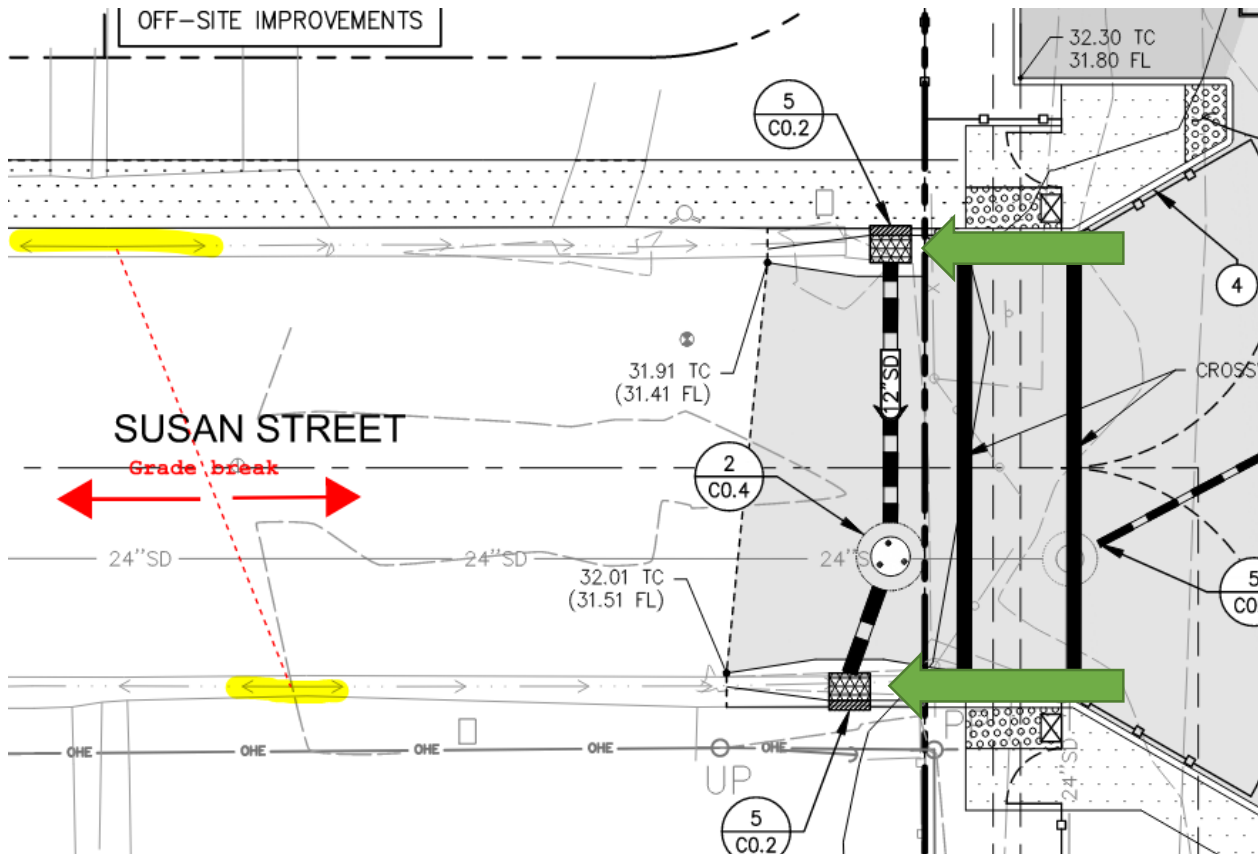 OFF-SITE IMPROVEMENTS
32.30 TC
31.80 FL
5
C0.2
4
31.91 TC
(31.41 FL)
12"SD
CROSS
SUSAN STREET
Grade break
2
C0.4
24"SD
24"SD
24"S
32.01 TC
(31.51 FL)
5
C0
OHE
OHE
OHE
OHE
OHE
P
UP
24"SD
5
C0.2